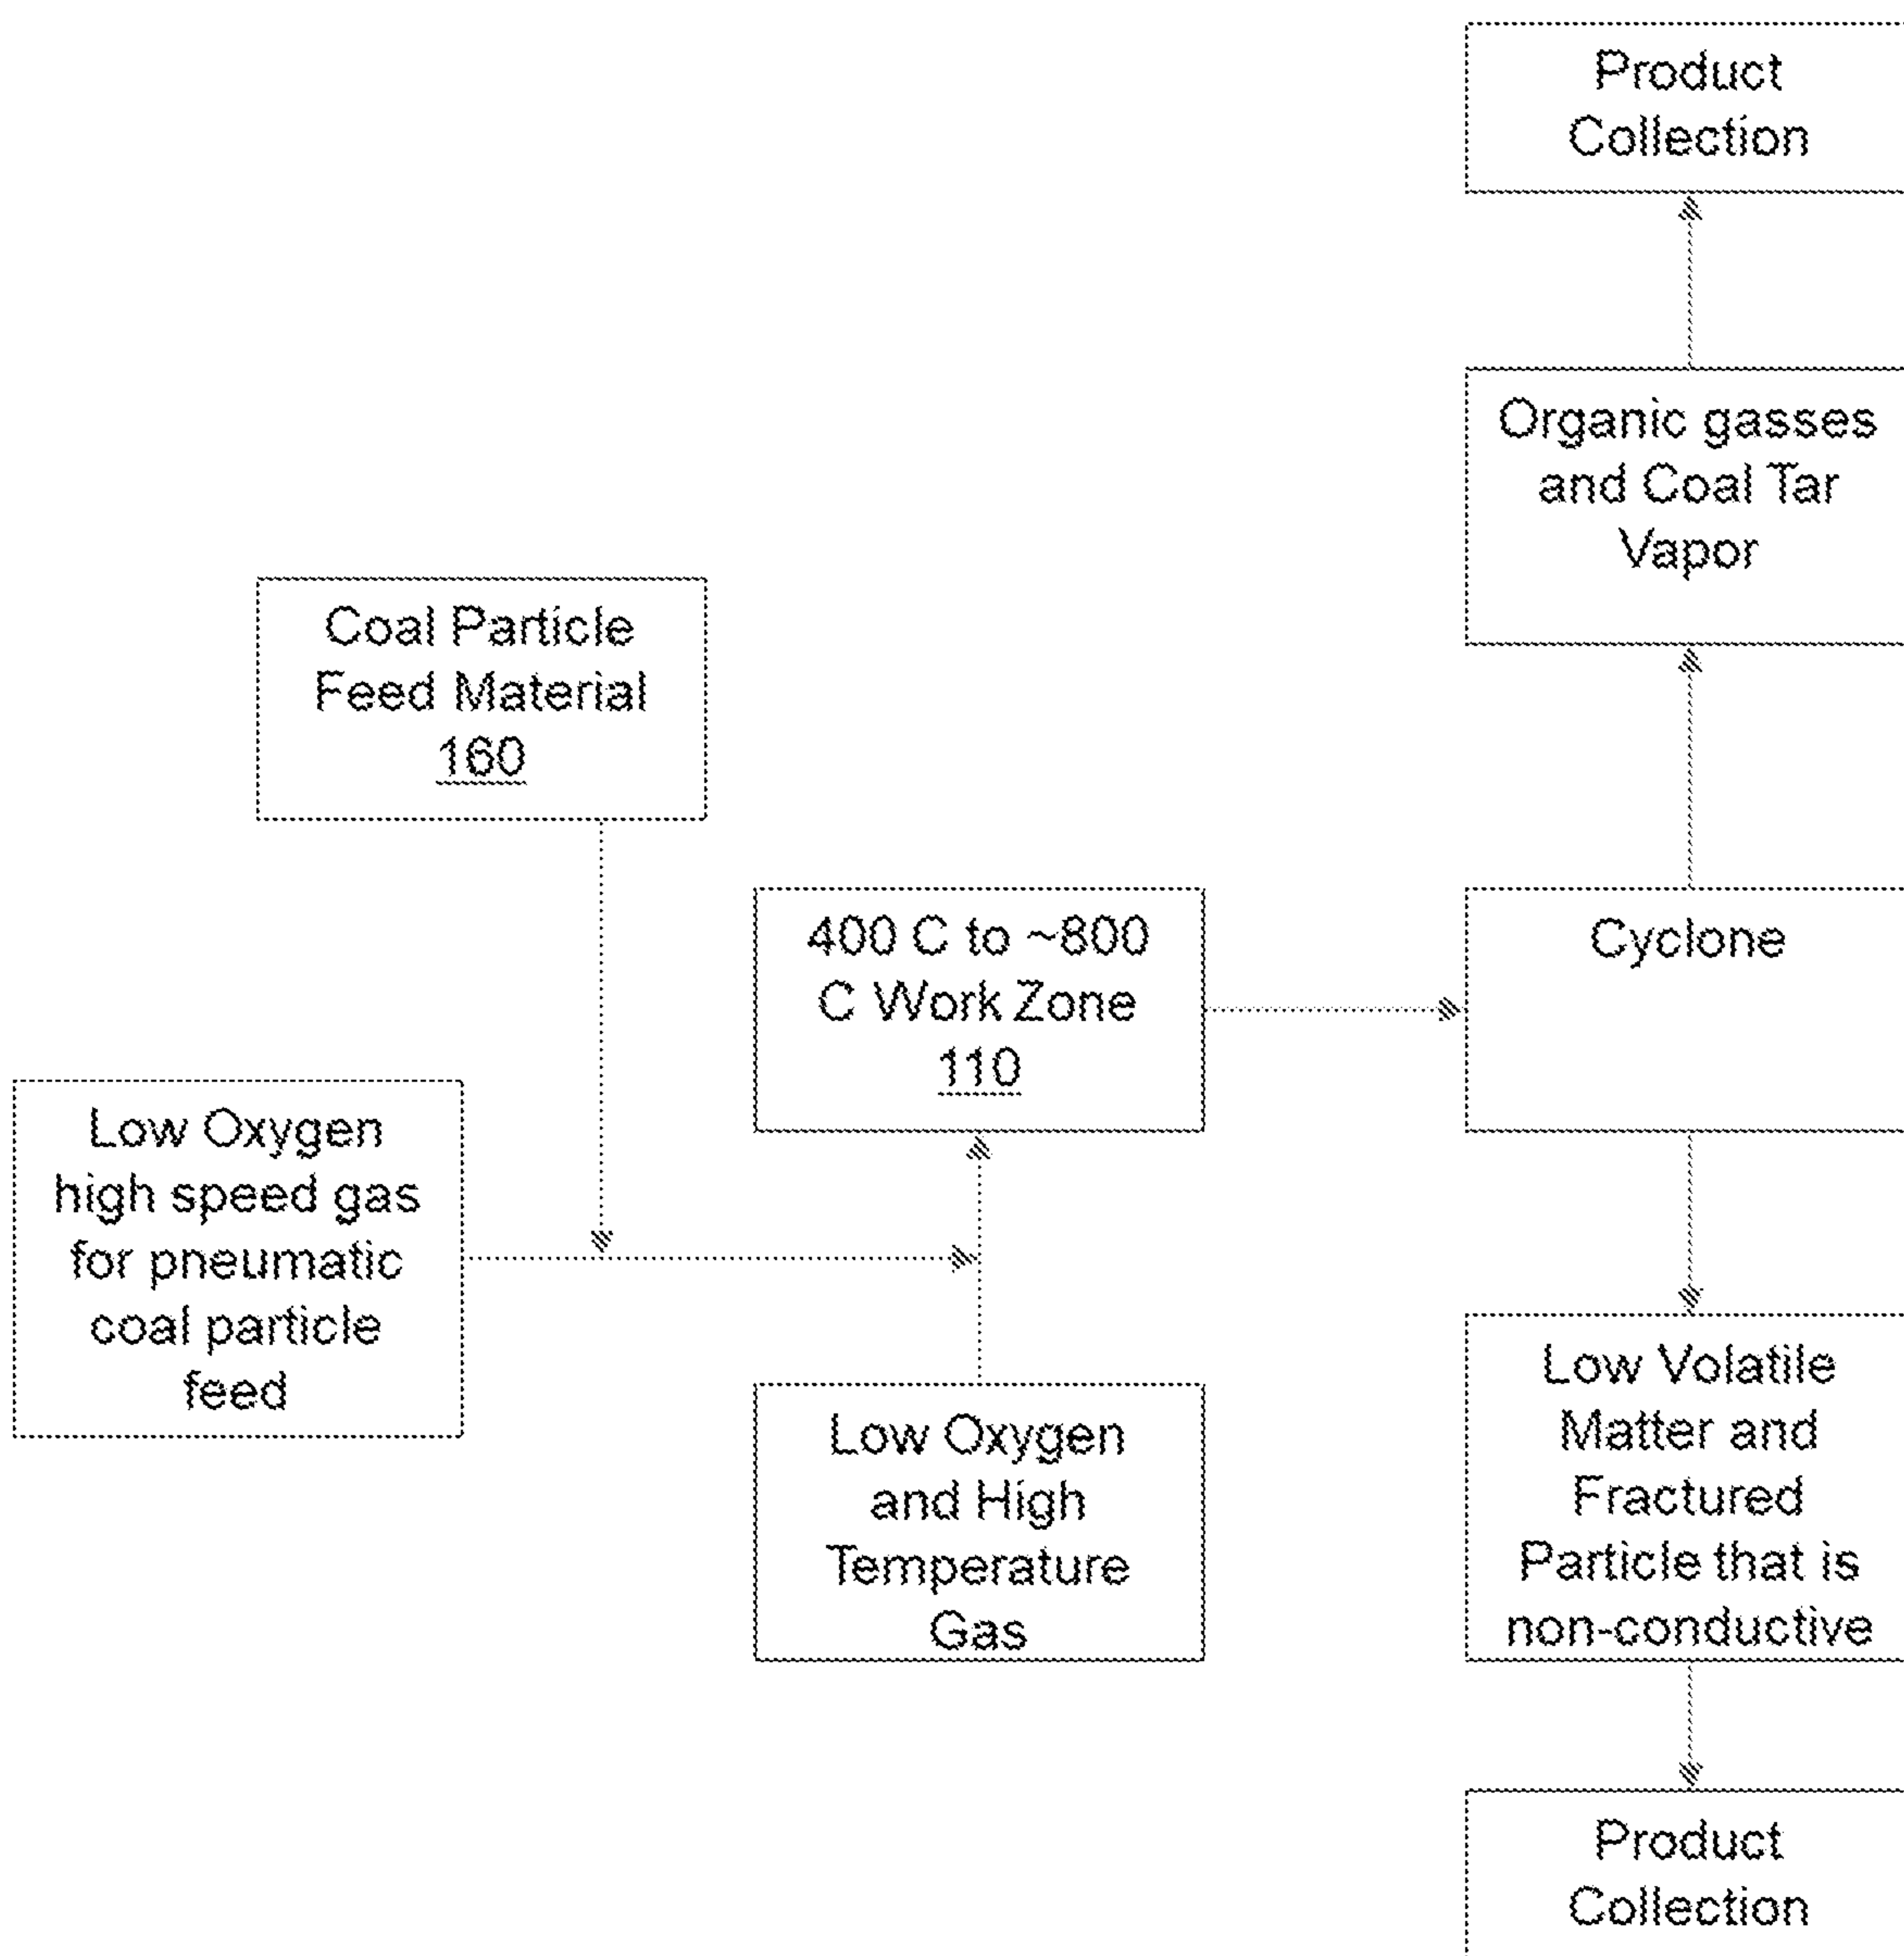 Product
Collection
Organic gasses
and Coal Tar
Vapor
Coal Particle
Feed Material
160
400 C to ~800
C Work Zone
110
Cyclone
Low Oxygen
high speed gas
for pneumatic
coal particle
feed
Low Oxygen
and High
Temperature
Gas
Low Volatile
Matter and
Fractured
Particle that is
non-conductive
Product
Collection